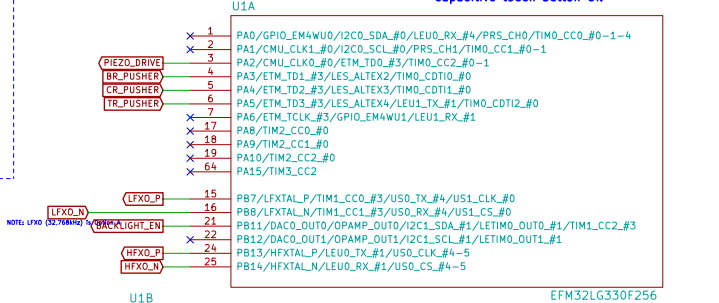 U1A
1 PA0/GPIO_EM4WU0/I2C0_SDA_#0/LEU0_RX_#4/PRS_CH0/TIM0_CC0_#0-1-4
2 PA1/CMU_CLK1_#0/I2C0_SCL_#0/PRS_CH1/TIM0_CC1_#0-1
PIEZO_DRIVE 3 PA2/CMU_CLK0_#0/ETM_TD0_#3/TIM0_CC2_#0-1
BR_PUSHER 4 PA3/ETM_TD1_#3/LES_ALTEX2/TIM0_CDTI0_#0
CR_PUSHER 5 PA4/ETM_TD2_#3/LES_ALTEX3/TIM0_CDTI1_#0
TR_PUSHER 6 PA5/ETM_TD3_#3/LES_ALTEX4/LEU1_TX_#1/TIM0_CDTI2_#0
7 PA6/ETM_TCLK_#3/GPIO_EM4WU1/LEU1_RX_#1
17 PA8/TIM2_CC0_#0
18 PA9/TIM2_CC1_#0
19 PA10/TIM2_CC2_#0
64 PA15/TIM3_CC2
LFXO_P 15 PB7/LFXTAL_P/TIM1_CC0_#3/US0_TX_#4/US1_CLK_#0
LFXO_N 16 PB8/LFXTAL_N/TIM1_CC1_#3/US0_RX_#4/US1_CS_#0
NOTE: LFXO (32.768kHz) is
BACKLIGHT_EN 21 PB11/DAC0_OUT0/OPAMP_OUT0/I2C1_SDA_#1/LETIM0_OUT0_#1/TIM1_CC2_#3
22 PB12/DAC0_OUT1/OPAMP_OUT1/I2C1_SCL_#1/LETIM0_OUT1_#1
HFXO_P 24 PB13/HFXTAL_P/LEU0_TX_#1/US0_CLK_#4-5
HFXO_N 25 PB14/HFXTAL_N/LEU0_RX_#1/US0_CS_#4-5
EFM32LG330F256
U1B